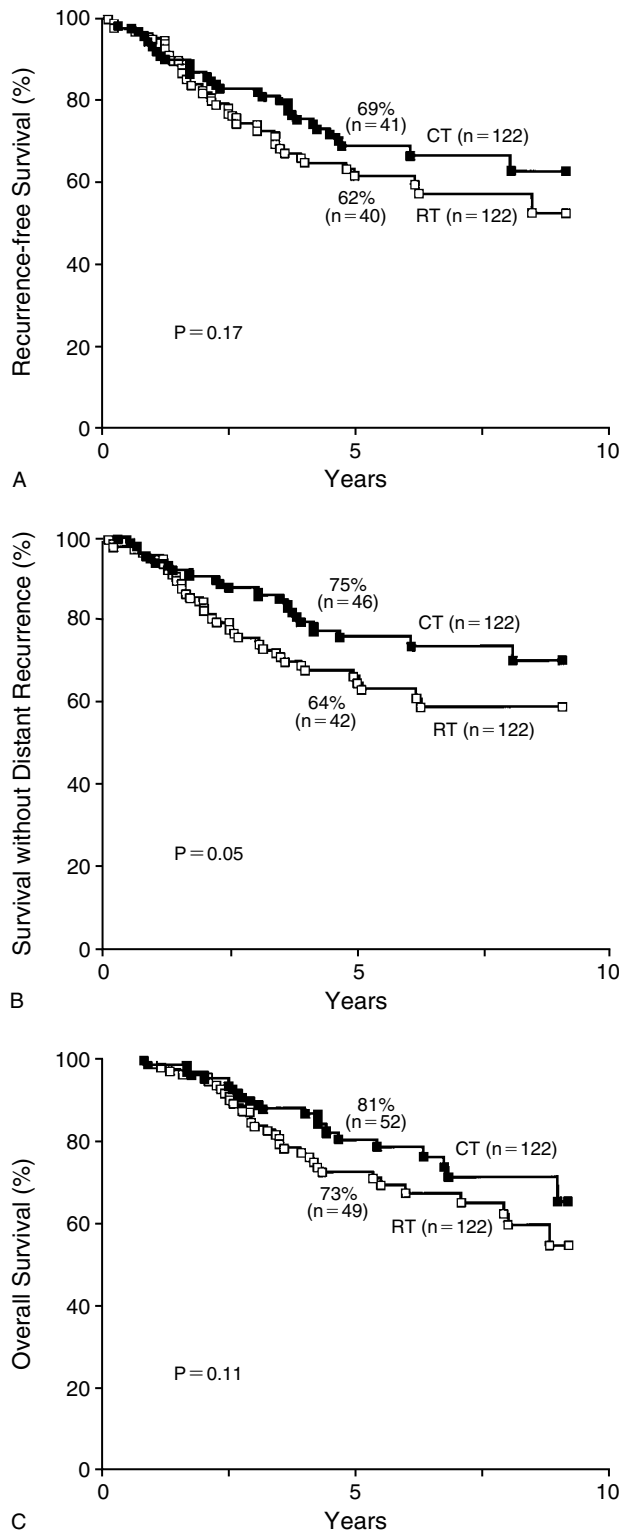 100
80
60
40
20
0
Recurrence-free Survival (%)
69%
(n=41)
CT (n=122)
62%
(n=40)
RT (n=122)
P=0.17
0
5
10
Years
A
100
80
60
40
20
0
Survival without Distant Recurrence (%)
75%
(n=46)
CT (n=122)
64%
(n=42)
RT (n=122)
P=0.05
0
5
10
Years
B
100
80
60
40
20
0
Overall Survival (%)
81%
(n=52)
CT (n=122)
73%
(n=49)
RT (n=122)
P=0.11
0
5
10
Years
C